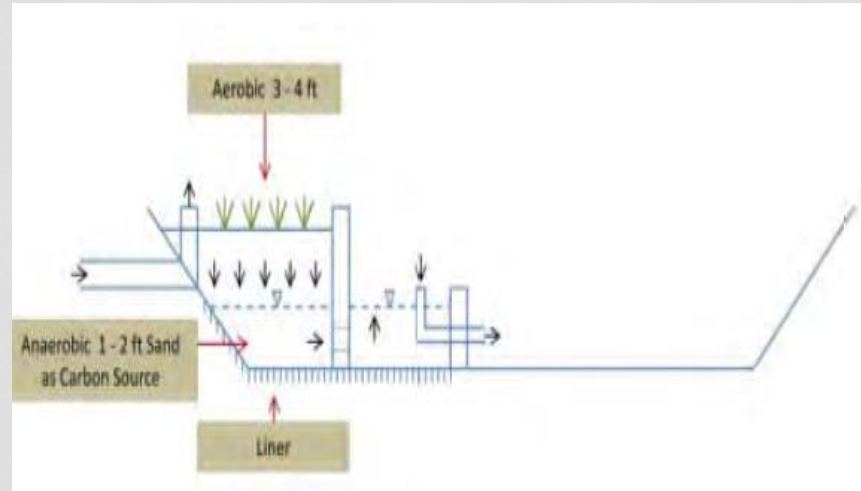 Aerobic 3 - 4 ft
Anaerobic 1 - 2 ft Sand
as Carbon Source
Liner